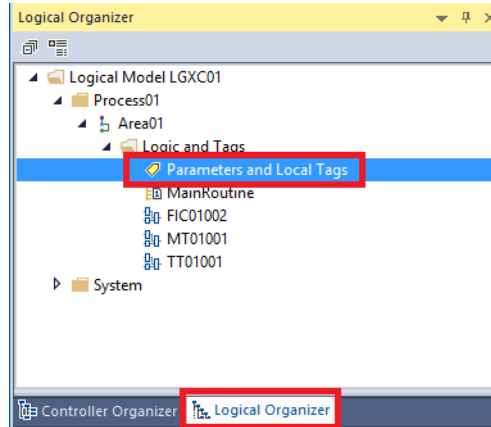 Logical Organizer
Logical Model LGXC01
Process01
Area01
Logic and Tags
Parameters and Local Tags
MainRoutine
FIC01002
MT01001
TT01001
System
Controller Organizer Logical Organizer